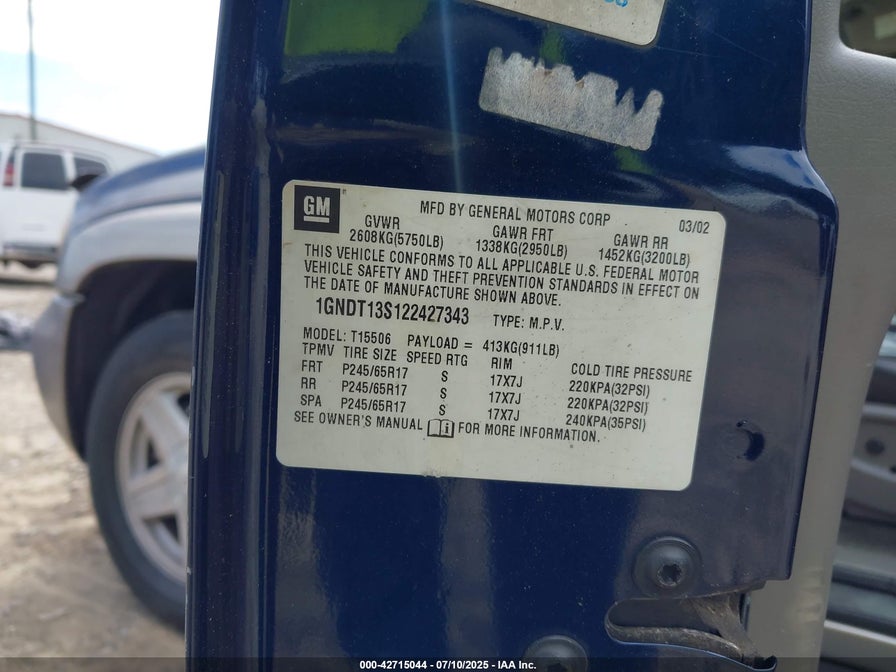 GM
MFD BY GENERAL MOTORS CORP 03/02
GVWR GAWR FRT GAWR RR
2608KG(5750LB) 1338KG(2950LB) 1452KG(3200LB)
THIS VEHICLE CONFORMS TO ALL APPLICABLE U.S. FEDERAL MOTOR
VEHICLE SAFETY AND THEFT PREVENTION STANDARDS IN EFFECT ON
THE DATE OF MANUFACTURE SHOWN ABOVE.
1GNDT13S122427343 TYPE: M.P.V.
MODEL: T15506 PAYLOAD = 413KG(911LB)
TPMV TIRE SIZE SPEED RTG RIM COLD TIRE PRESSURE
FRT P245/65R17 S 17X7J 220KPA(32PSI)
RR P245/65R17 S 17X7J 220KPA(32PSI)
SPA P245/65R17 S 17X7J 240KPA(35PSI)
SEE OWNER'S MANUAL FOR MORE INFORMATION.
000-42715044 - 07/10/2025 - IAA Inc.